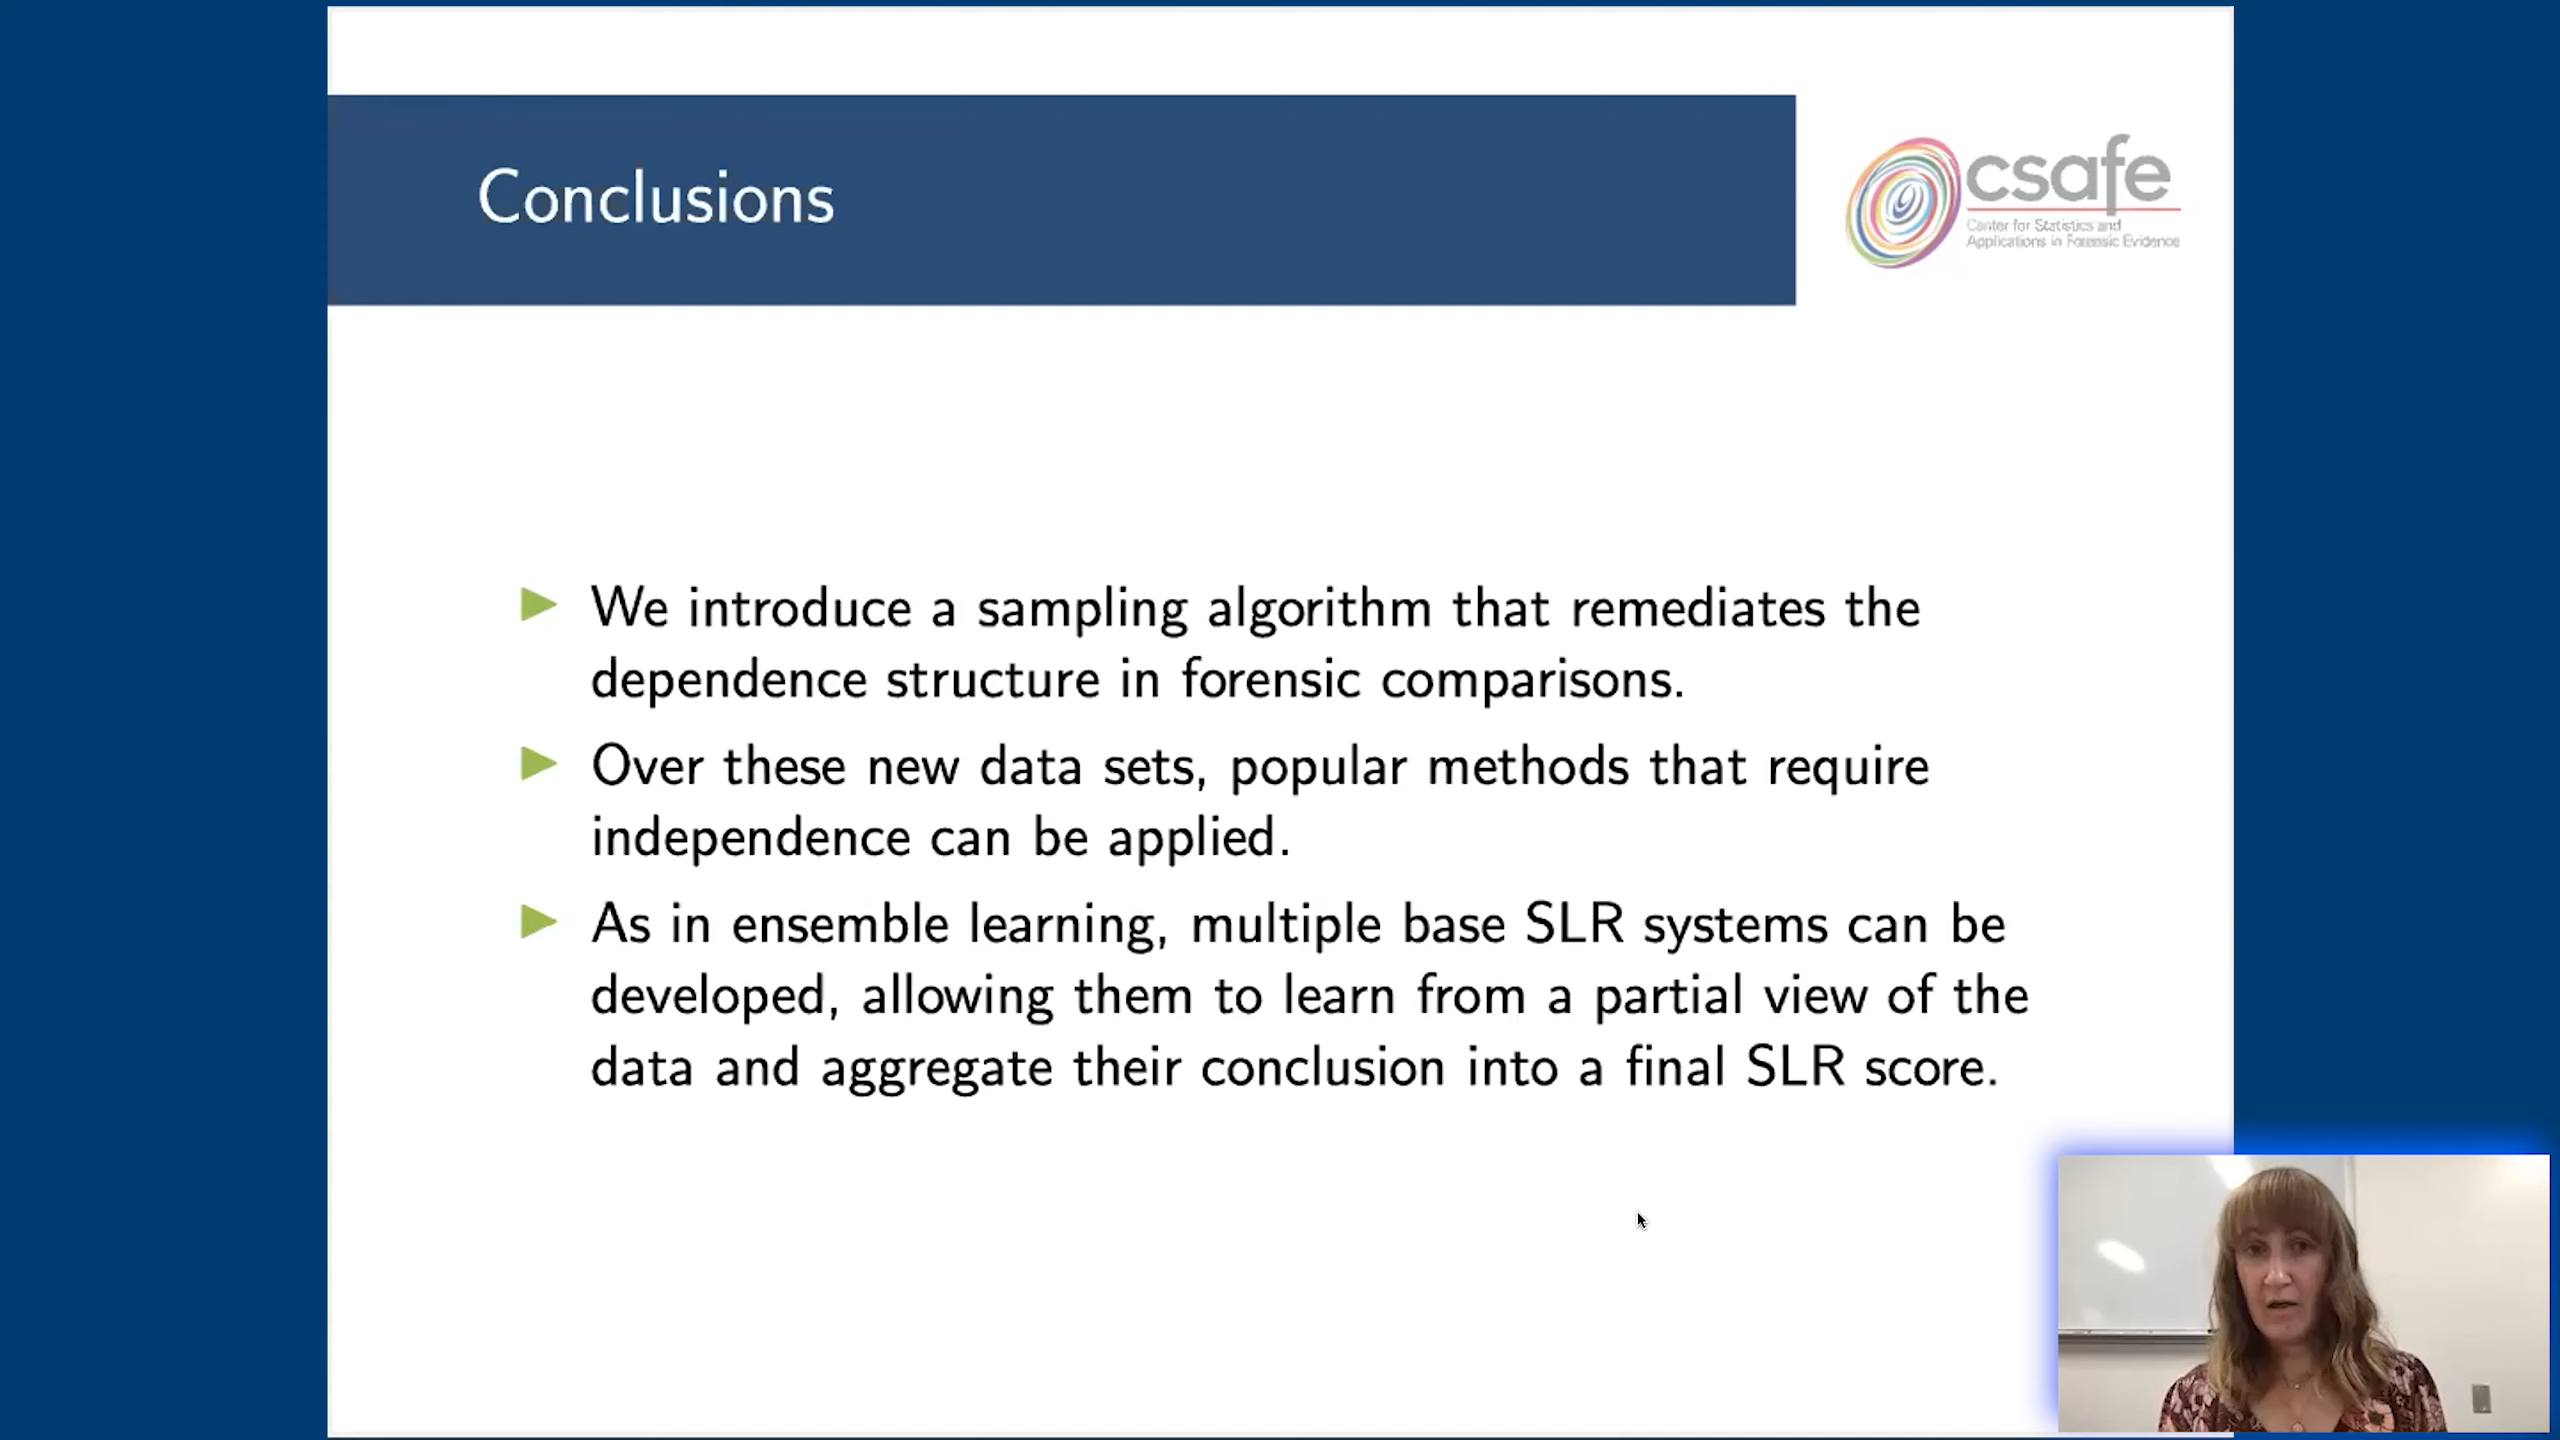 Conclusions
csafe
Center for Statistics and
Applications in Forensic Evidence
We introduce a sampling algorithm that remediates the
dependence structure in forensic comparisons.
Over these new data sets, popular methods that require
independence can be applied.
As in ensemble learning, multiple base SLR systems can be
developed, allowing them to learn from a partial view of the
data and aggregate their conclusion into a final SLR score.